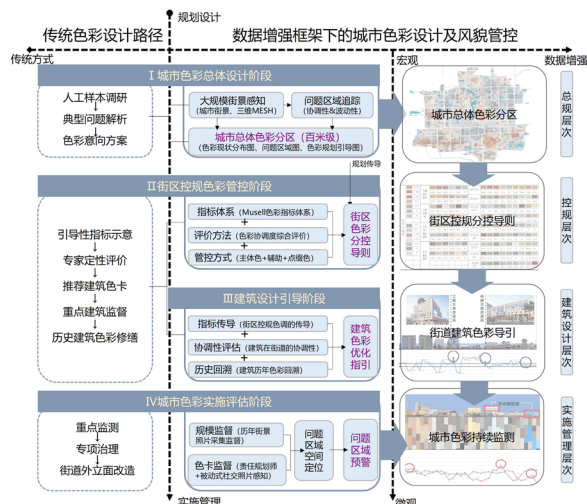 规划设计
传统色彩设计路径
数据增强框架下的城市色彩设计及风貌管控
传统方式
宏观
数据增强
I 城市色彩总体设计阶段
人工样本调研
典型问题解析
色彩意向方案
大规模街景感知
(城市街景、三维MESH)
问题区域追踪
(协调性&波动性)
城市总体色彩分区（百米级）
(色彩现状分布图、问题区域图、色彩规划引导图)
城市总体色彩分区
总规层次
规划传导
II 街区控规色彩管控阶段
引导性指标示意
专家定性评价
推荐建筑色卡
重点建筑监督
历史建筑色彩修缮
指标体系（Musell色彩指标体系）
+
评价方法（色彩协调度综合评价）
+
管控方式（主体色+辅助+点缀色）
街区色彩分控导则
街区控规分控导则
控规层次
III建筑设计引导阶段
指标传导（街区控规色调的传导）
+
协调性评估（建筑在街道的协调性）
+
历史回溯（建筑历年色彩回溯）
建筑色彩优化指引
街道建筑色彩导引
建筑设计层次
IV城市色彩实施评估阶段
重点监测
专项治理
街道外立面改造
规模监督（历年街景
照片采集监督）
色卡监督（责任规划师
+被动式社交照片感知）
问题区域空间定位
问题区域预警
城市色彩持续监测
实施管理层次
实施管理
微观